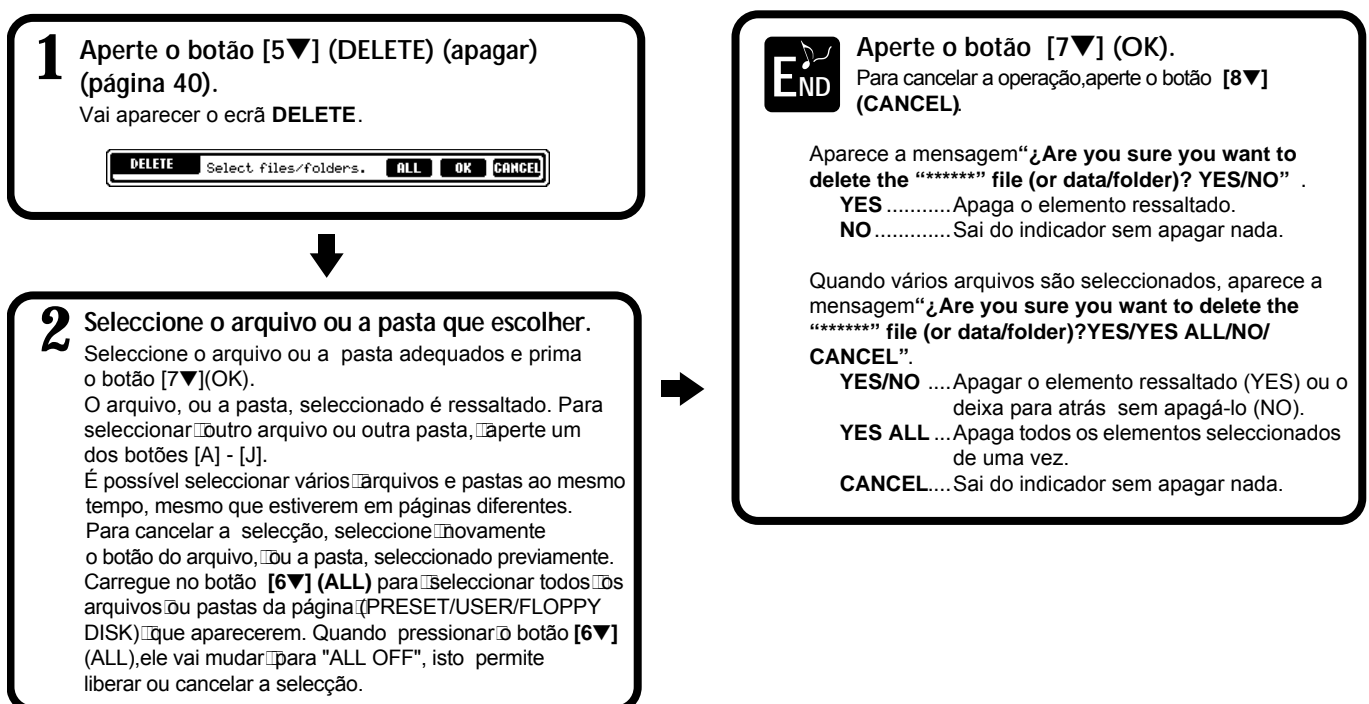 1 Aperte o botão [5▼] (DELETE) (apagar)
(página 40).
Vai aparecer o ecrã DELETE.
DELETE Select files/folders. ALL OK CANCEL
2 Seleccione o arquivo ou a pasta que escolher.
Seleccione o arquivo ou a pasta adequados e prima
o botão [7▼](OK).
O arquivo, ou a pasta, seleccionado é ressaltado. Para
seleccionar outro arquivo ou outra pasta, aperte um
dos botões [A] - [J].
É possível seleccionar vários arquivos e pastas ao mesmo
tempo, mesmo que estiverem em páginas diferentes.
Para cancelar a selecção, seleccione novamente
o botão do arquivo, ou a pasta, seleccionado previamente.
Carregue no botão [6▼] (ALL) para seleccionar todos os
arquivos ou pastas da página (PRESET/USER/FLOPPY
DISK) que aparecerem. Quando pressionar o botão [6▼]
(ALL),ele vai mudar para "ALL OFF", isto permite
liberar ou cancelar a selecção.
END Aperte o botão [7▼] (OK).
Para cancelar a operação,aperte o botão [8▼]
(CANCEL).
Aparece a mensagem“¿Are you sure you want to
delete the “******” file (or data/folder)? YES/NO” .
YES ...........Apaga o elemento ressaltado.
NO .............Sai do indicador sem apagar nada.
Quando vários arquivos são seleccionados, aparece a
mensagem“¿Are you sure you want to delete the
“******” file (or data/folder)?YES/YES ALL/NO/
CANCEL”.
YES/NO ....Apagar o elemento ressaltado (YES) ou o
deixa para atrás sem apagá-lo (NO).
YES ALL ...Apaga todos os elementos seleccionados
de uma vez.
CANCEL....Sai do indicador sem apagar nada.